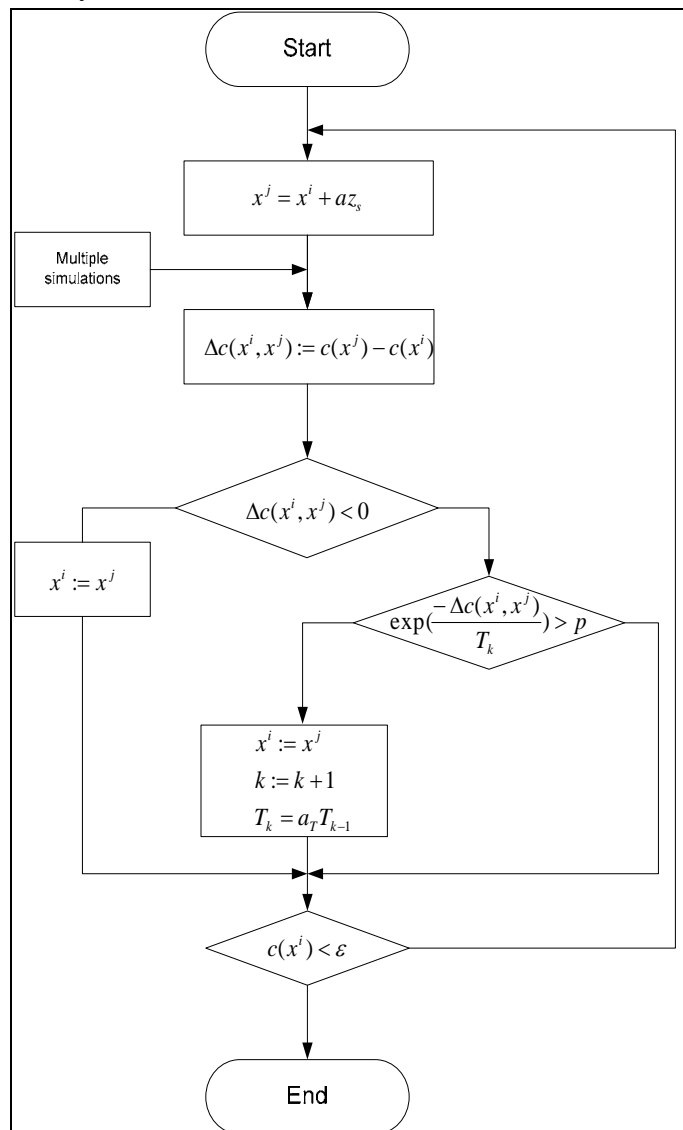 Start
x^j = x^i + az_s
Multiple
simulations
Δc(x^i, x^j) := c(x^j) − c(x^i)
Δc(x^i, x^j) < 0
x^i := x^j
exp(−Δc(x^i, x^j)/T_k) > p
x^i := x^j
k := k + 1
T_k = a_T T_{k−1}
c(x^i) < ε
End